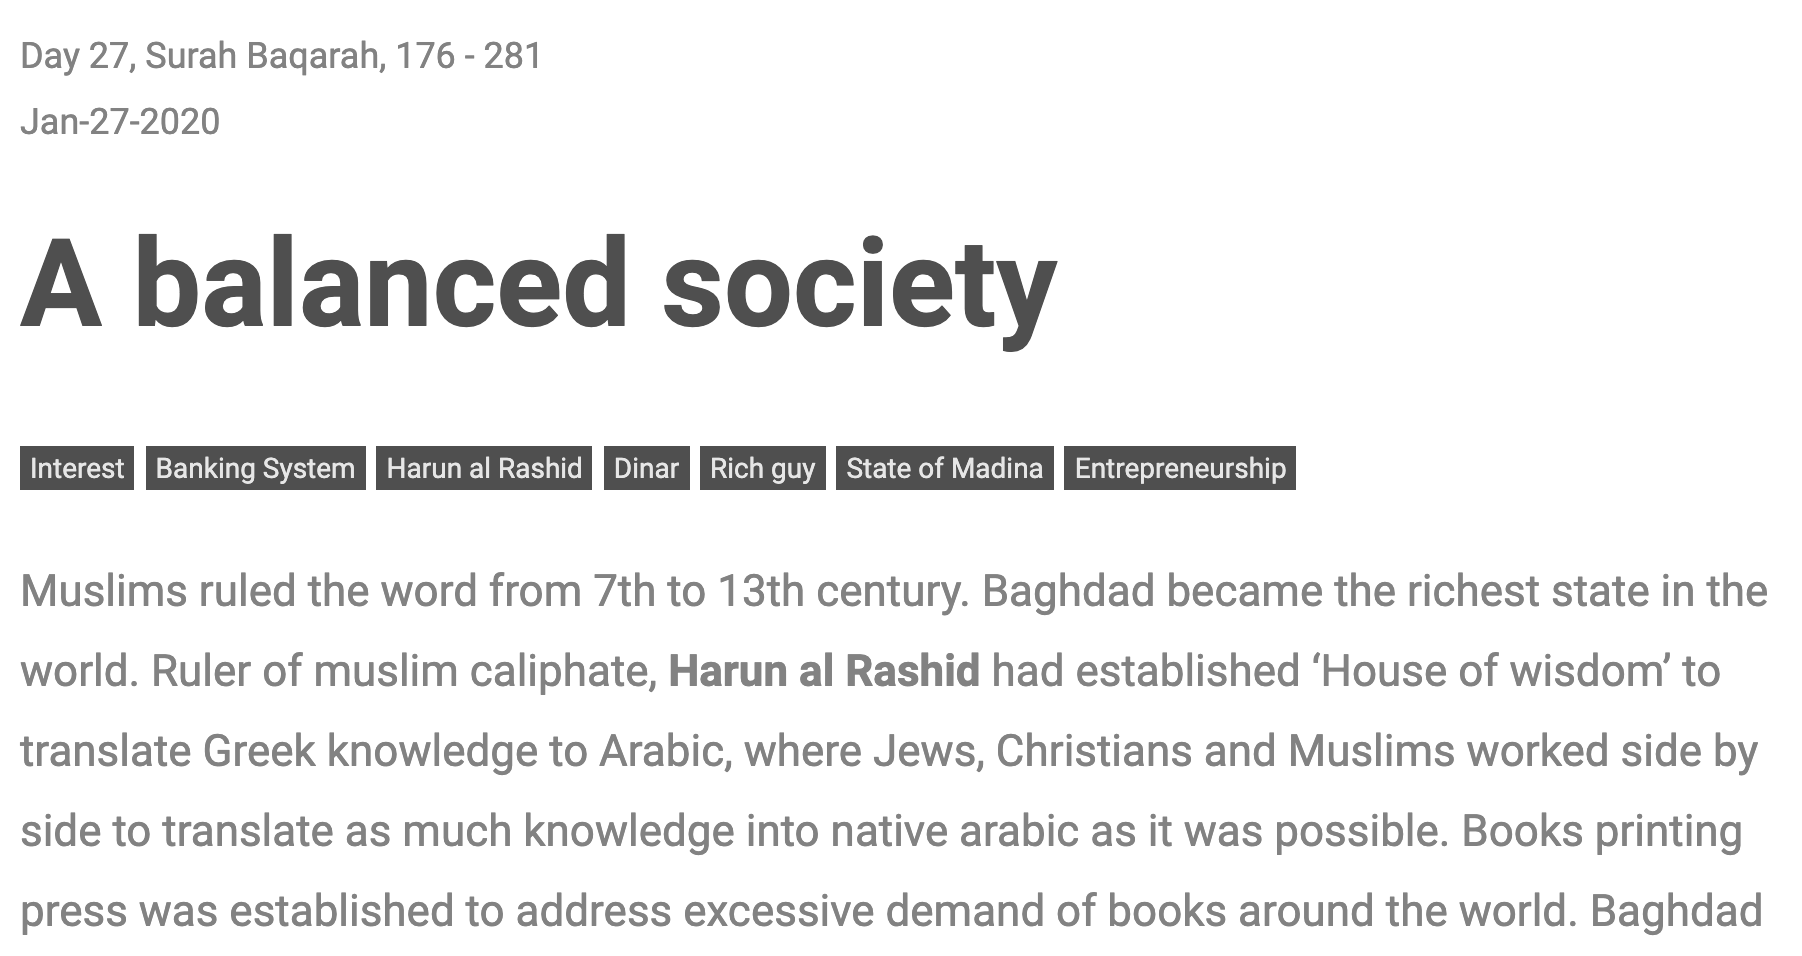 Day 27, Surah Baqarah, 176 - 281
Jan-27-2020
A balanced society
Interest Banking System Harun al Rashid Dinar Rich guy State of Madina Entrepreneurship
Muslims ruled the word from 7th to 13th century. Baghdad became the richest state in the
world. Ruler of muslim caliphate, Harun al Rashid had established ‘House of wisdom’ to
translate Greek knowledge to Arabic, where Jews, Christians and Muslims worked side by
side to translate as much knowledge into native arabic as it was possible. Books printing
press was established to address excessive demand of books around the world. Baghdad